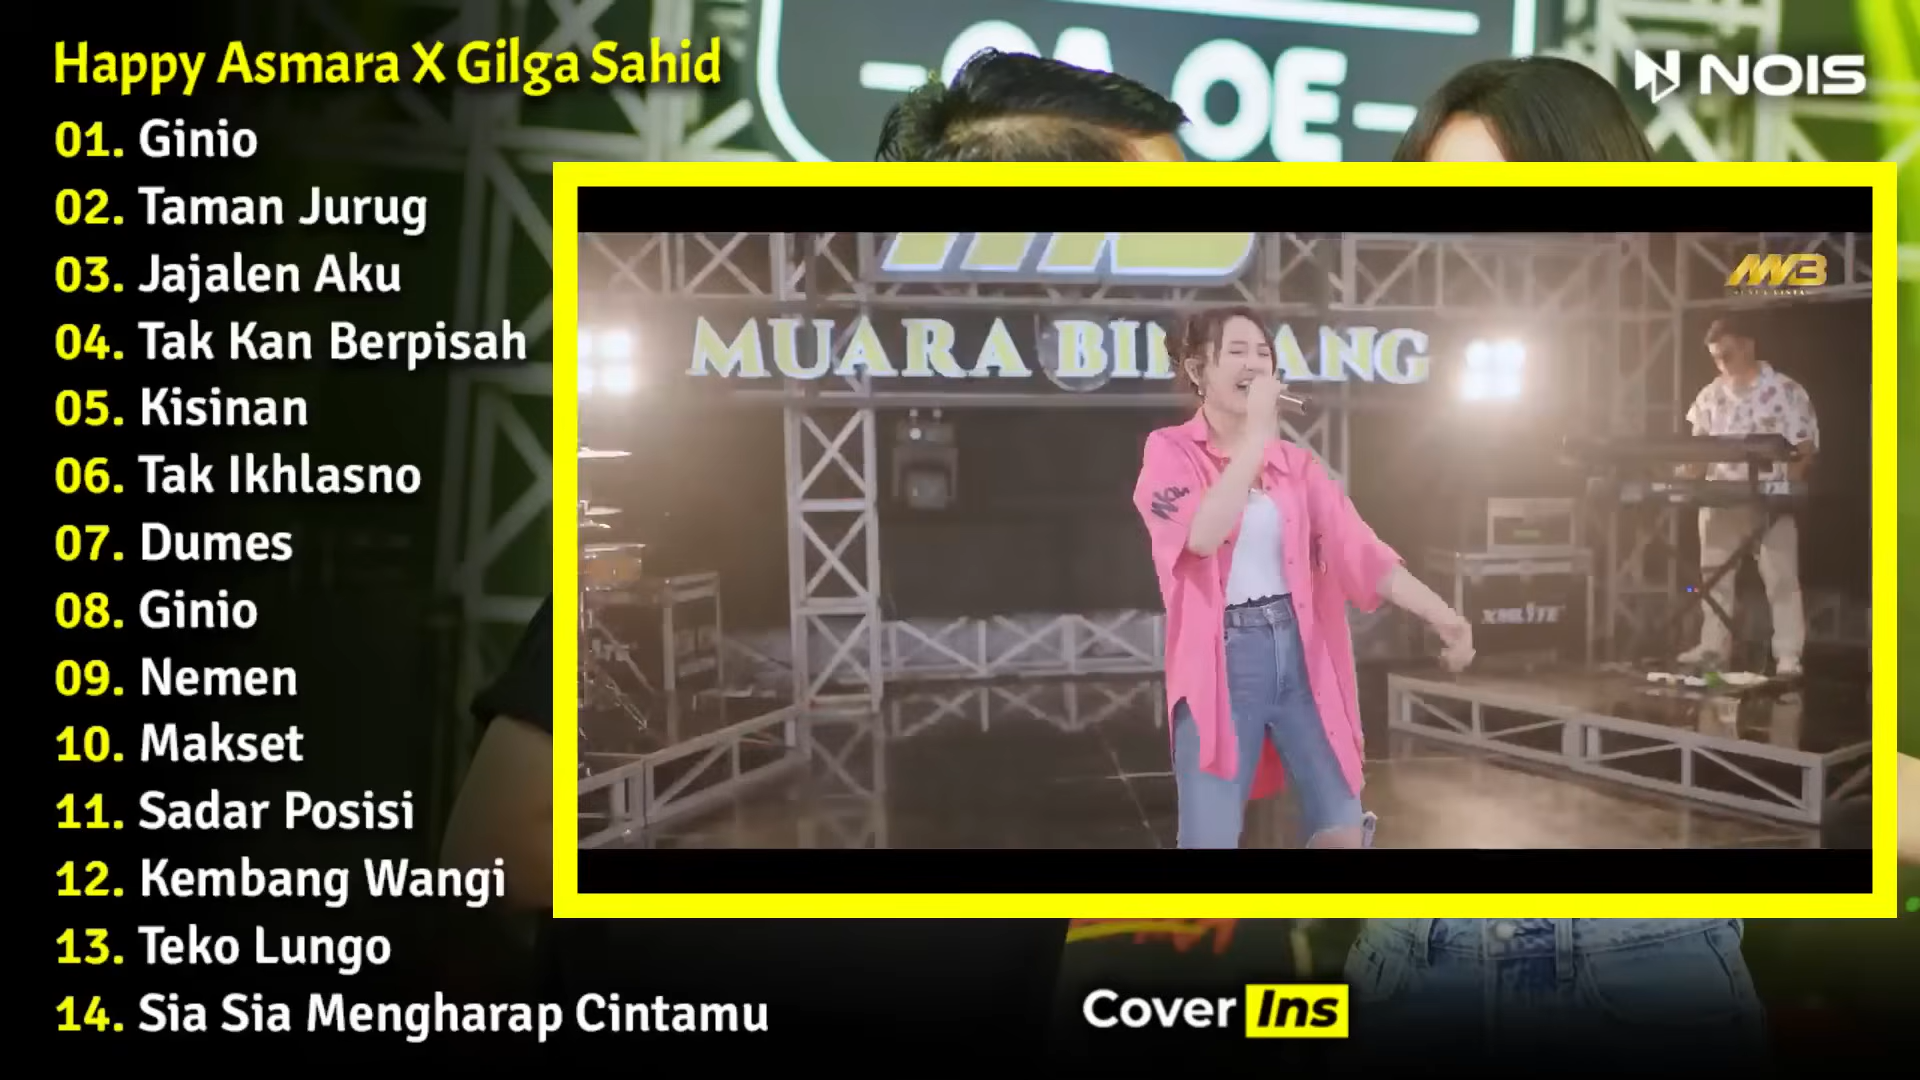 Happy Asmara X Gilga Sahid
01. Ginio
02. Taman Jurug
03. Jajalen Aku
04. Tak Kan Berpisah
05. Kisinan
06. Tak Ikhlasno
07. Dumes
08. Ginio
09. Nemen
10. Makset
11. Sadar Posisi
12. Kembang Wangi
13. Teko Lungo
14. Sia Sia Mengharap Cintamu
OE
NOIS
MB
MUARA
Cover Ins